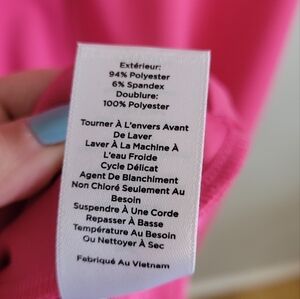 Extérieur:
94% Polyester
6% Spandex
Doublure:
100% Polyester
Tourner À L'envers Avant
De Laver
Laver À La Machine À
L'eau Froide
Cycle Délicat
Agent De Blanchiment
Non Chloré Seulement Au
Besoin
Suspendre À Une Corde
Repasser À Basse
Température Au Besoin
Ou Nettoyer À Sec
Fabriqué Au Vietnam